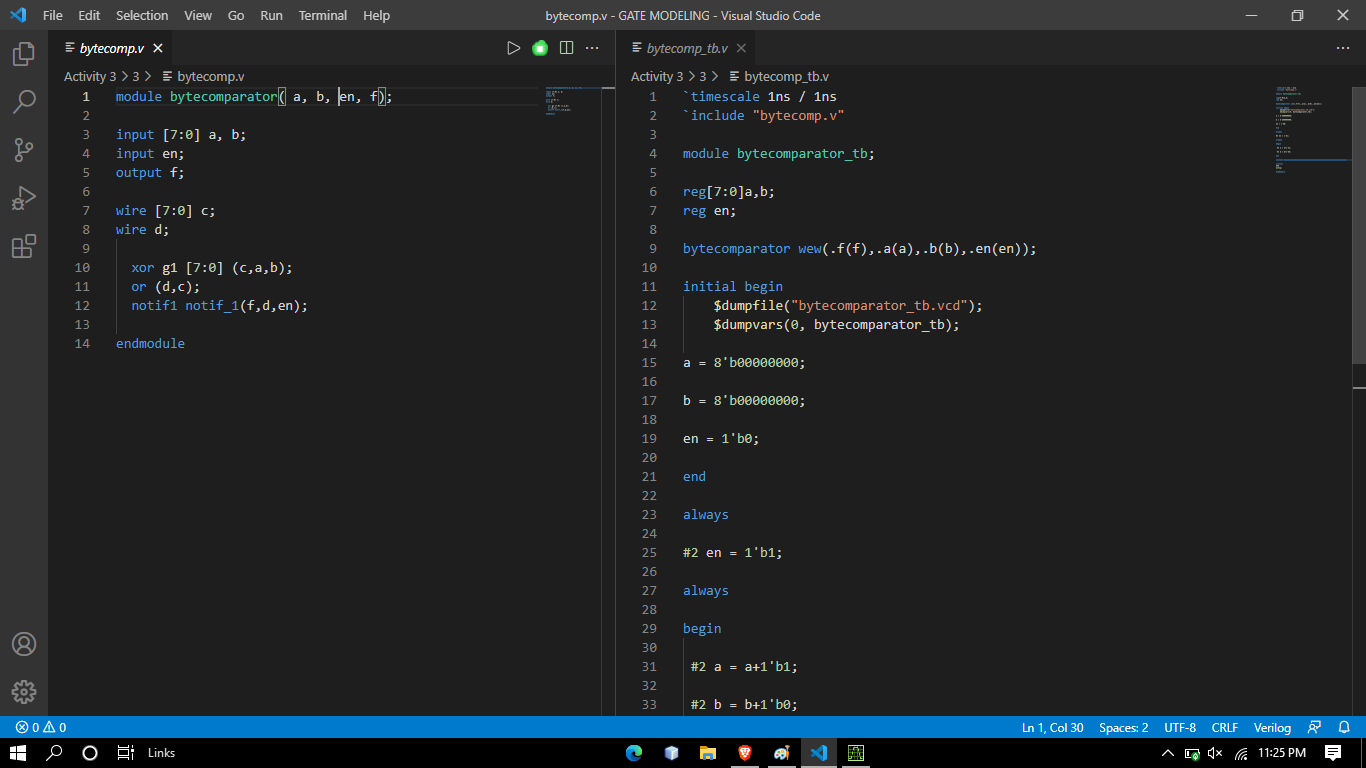 File Edit Selection View Go Run Terminal Help
bytecomp.v - GATE MODELING - Visual Studio Code
bytecomp.v
Activity 3 > 3 > bytecomp.v
1 module bytecomparator( a, b, en, f);
2
3 input [7:0] a, b;
4 input en;
5 output f;
6
7 wire [7:0] c;
8 wire d;
9
10 xor g1 [7:0] (c,a,b);
11 or (d,c);
12 notif1 notif_1(f,d,en);
13
14 endmodule
bytecomp_tb.v
Activity 3 > 3 > bytecomp_tb.v
1 `timescale 1ns / 1ns
2 `include "bytecomp.v"
3
4 module bytecomparator_tb;
5
6 reg[7:0]a,b;
7 reg en;
8
9 bytecomparator wew(.f(f),.a(a),.b(b),.en(en));
10
11 initial begin
12 $dumpfile("bytecomparator_tb.vcd");
13 $dumpvars(0, bytecomparator_tb);
14
15 a = 8'b00000000;
16
17 b = 8'b00000000;
18
19 en = 1'b0;
20
21 end
22
23 always
24
25 #2 en = 1'b1;
26
27 always
28
29 begin
30
31 #2 a = a+1'b1;
32
33 #2 b = b+1'b0;
0 0
Ln 1, Col 30 Spaces: 2 UTF-8 CRLF Verilog
Links
11:25 PM